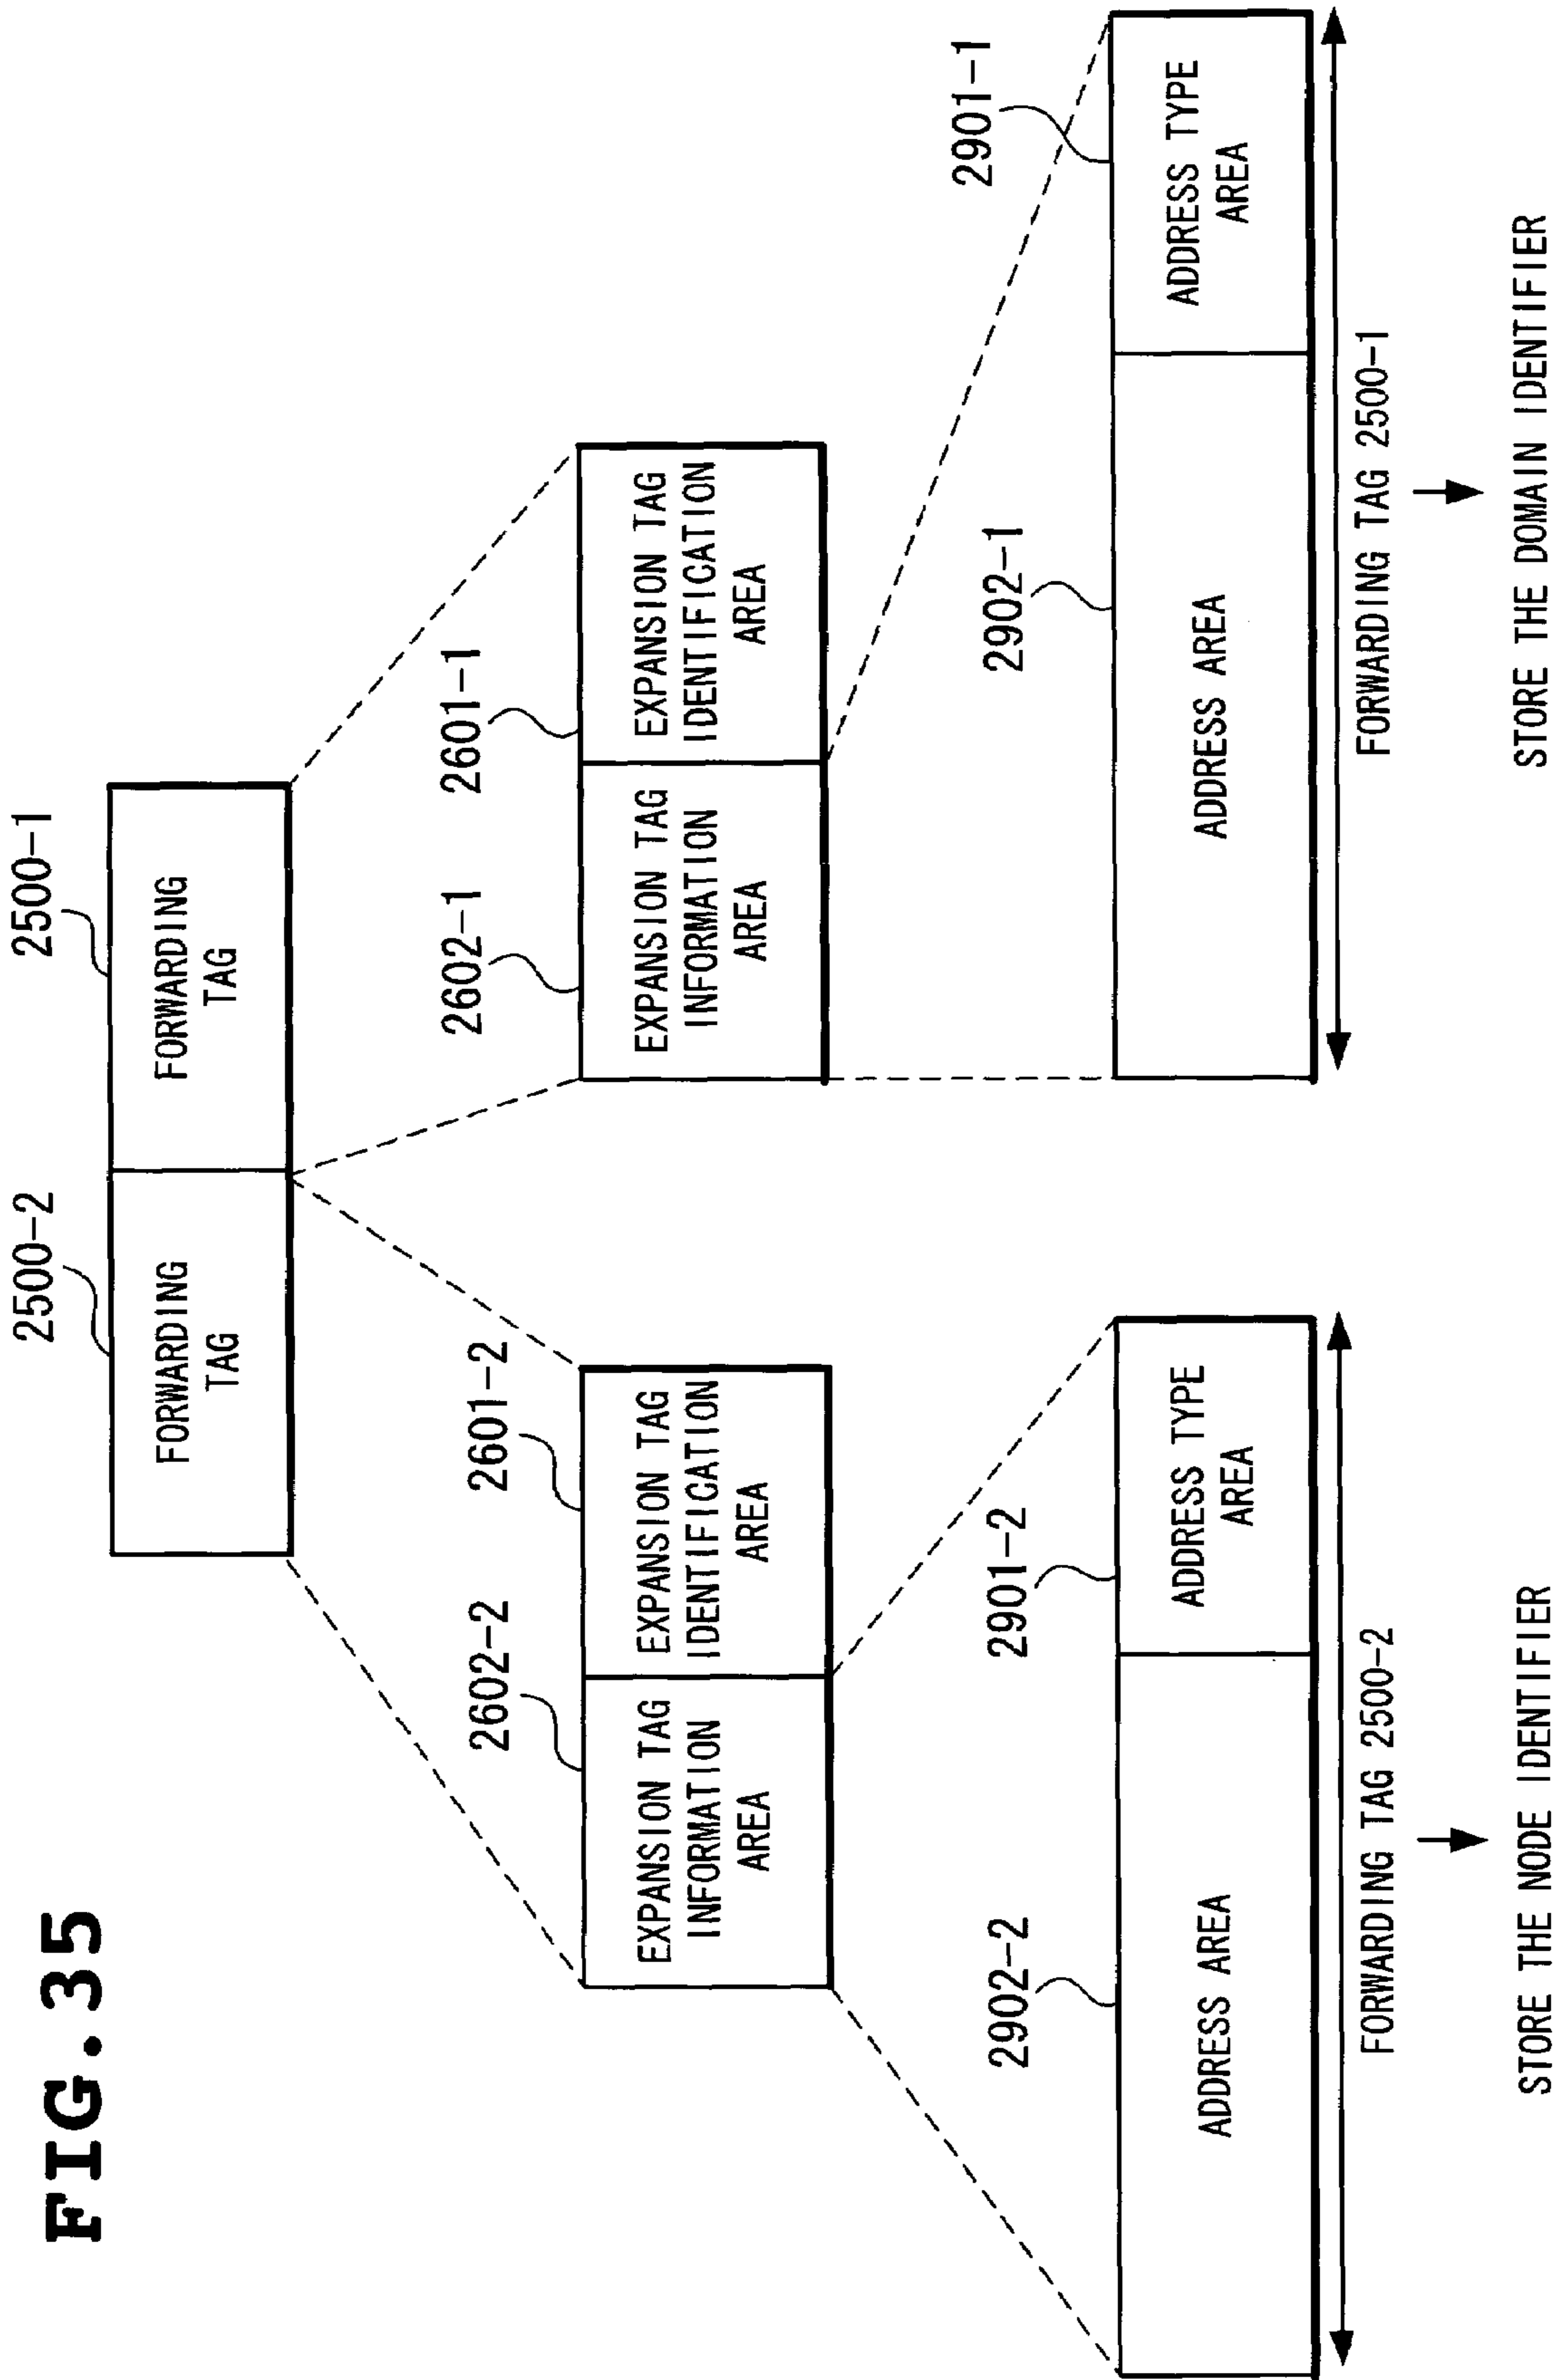 FIG.35
2500-2
2500-1
FORWARDING
TAG
FORWARDING
TAG
2602-2
2601-2
2602-1
2601-1
EXPANSION TAG
INFORMATION
AREA
EXPANSION TAG
IDENTIFICATION
AREA
EXPANSION TAG
INFORMATION
AREA
EXPANSION TAG
IDENTIFICATION
AREA
2902-2
2901-2
2902-1
2901-1
ADDRESS AREA
ADDRESS TYPE
AREA
ADDRESS AREA
ADDRESS TYPE
AREA
FORWARDING TAG 2500-2
FORWARDING TAG 2500-1
STORE THE NODE IDENTIFIER
STORE THE DOMAIN IDENTIFIER